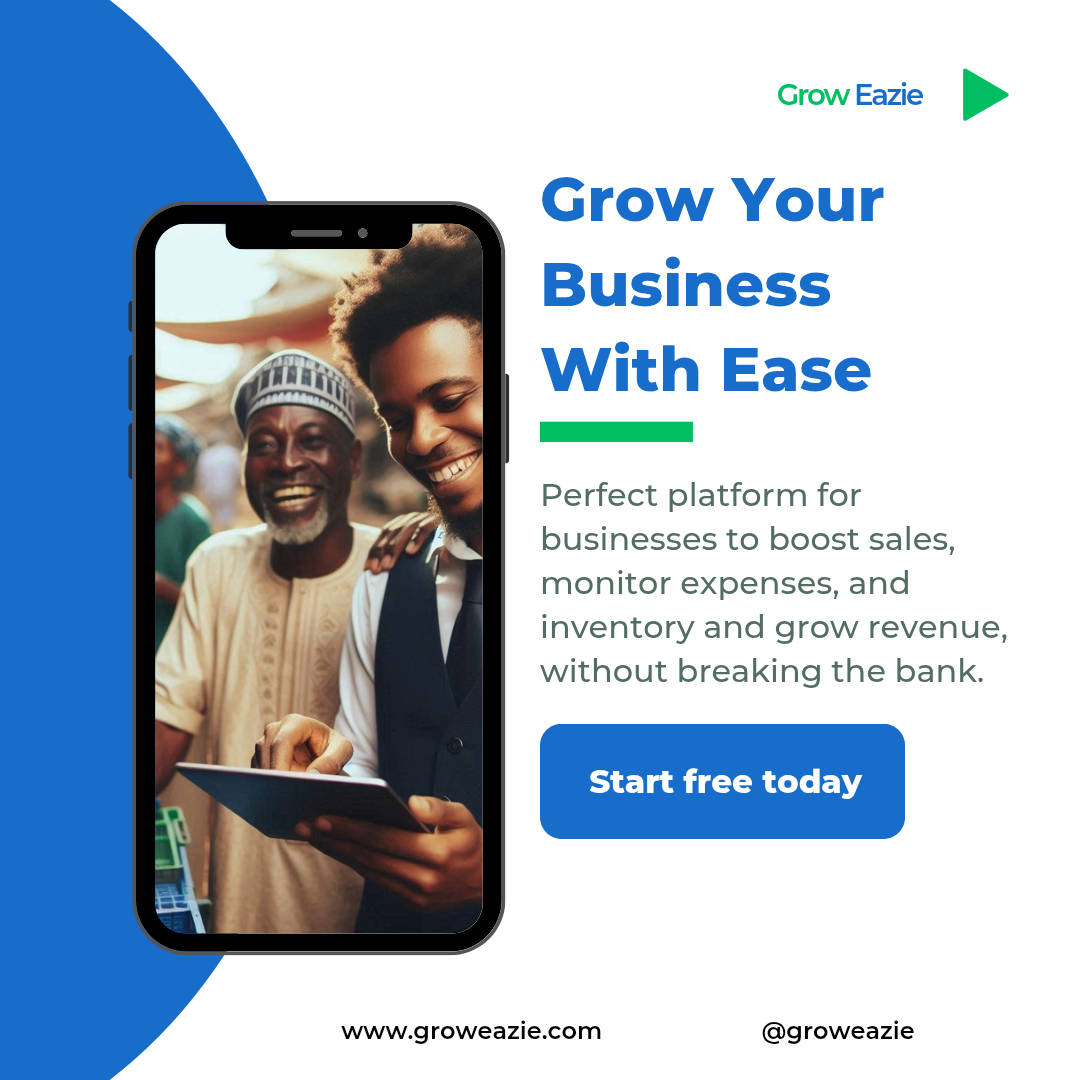 Grow Eazie
Grow Your
Business
With Ease
Perfect platform for
businesses to boost sales,
monitor expenses, and
inventory and grow revenue,
without breaking the bank.
Start free today
www.groweazie.com
@groweazie